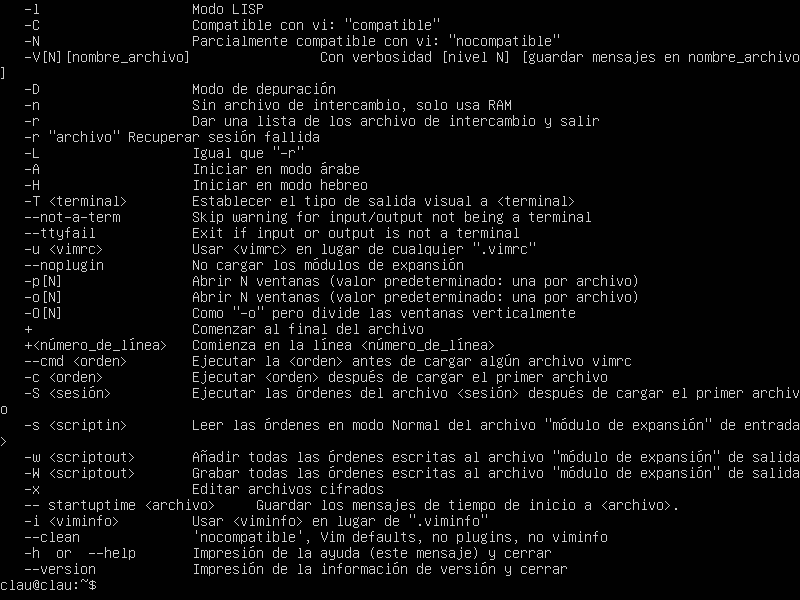 -l Modo LISP
-C Compatible con vi: "compatible"
-N Parcialmente compatible con vi: "nocompatible"
-V[N][nombre_archivo] Con verbosidad [nivel N] [guardar mensajes en nombre_archivo
]
-D Modo de depuración
-n Sin archivo de intercambio, solo usa RAM
-r Dar una lista de los archivo de intercambio y salir
-r "archivo" Recuperar sesión fallida
-L Igual que "-r"
-A Iniciar en modo árabe
-H Iniciar en modo hebreo
-T <terminal> Establecer el tipo de salida visual a <terminal>
--not-a-term Skip warning for input/output not being a terminal
--ttyfail Exit if input or output is not a terminal
-u <vimrc> Usar <vimrc> en lugar de cualquier ".vimrc"
--noplugin No cargar los módulos de expansión
-p[N] Abrir N ventanas (valor predeterminado: una por archivo)
-o[N] Abrir N ventanas (valor predeterminado: una por archivo)
-O[N] Como "-o" pero divide las ventanas verticalmente
+ Comenzar al final del archivo
+<número_de_línea> Comienza en la línea <número_de_línea>
--cmd <orden> Ejecutar la <orden> antes de cargar algún archivo vimrc
-c <orden> Ejecutar <orden> después de cargar el primer archivo
-S <sesión> Ejecutar las órdenes del archivo <sesión> después de cargar el primer archiv
o
-s <scriptin> Leer las órdenes en modo Normal del archivo "módulo de expansión" de entrada
>
-w <scriptout> Añadir todas las órdenes escritas al archivo "módulo de expansión" de salida
-W <scriptout> Grabar todas las órdenes escritas al archivo "módulo de expansión" de salida
-x Editar archivos cifrados
-- startuptime <archivo> Guardar los mensajes de tiempo de inicio a <archivo>.
-i <viminfo> Usar <viminfo> en lugar de ".viminfo"
--clean 'nocompatible', Vim defaults, no plugins, no viminfo
-h or --help Impresión de la ayuda (este mensaje) y cerrar
--version Impresión de la información de versión y cerrar
clau@clau:~$